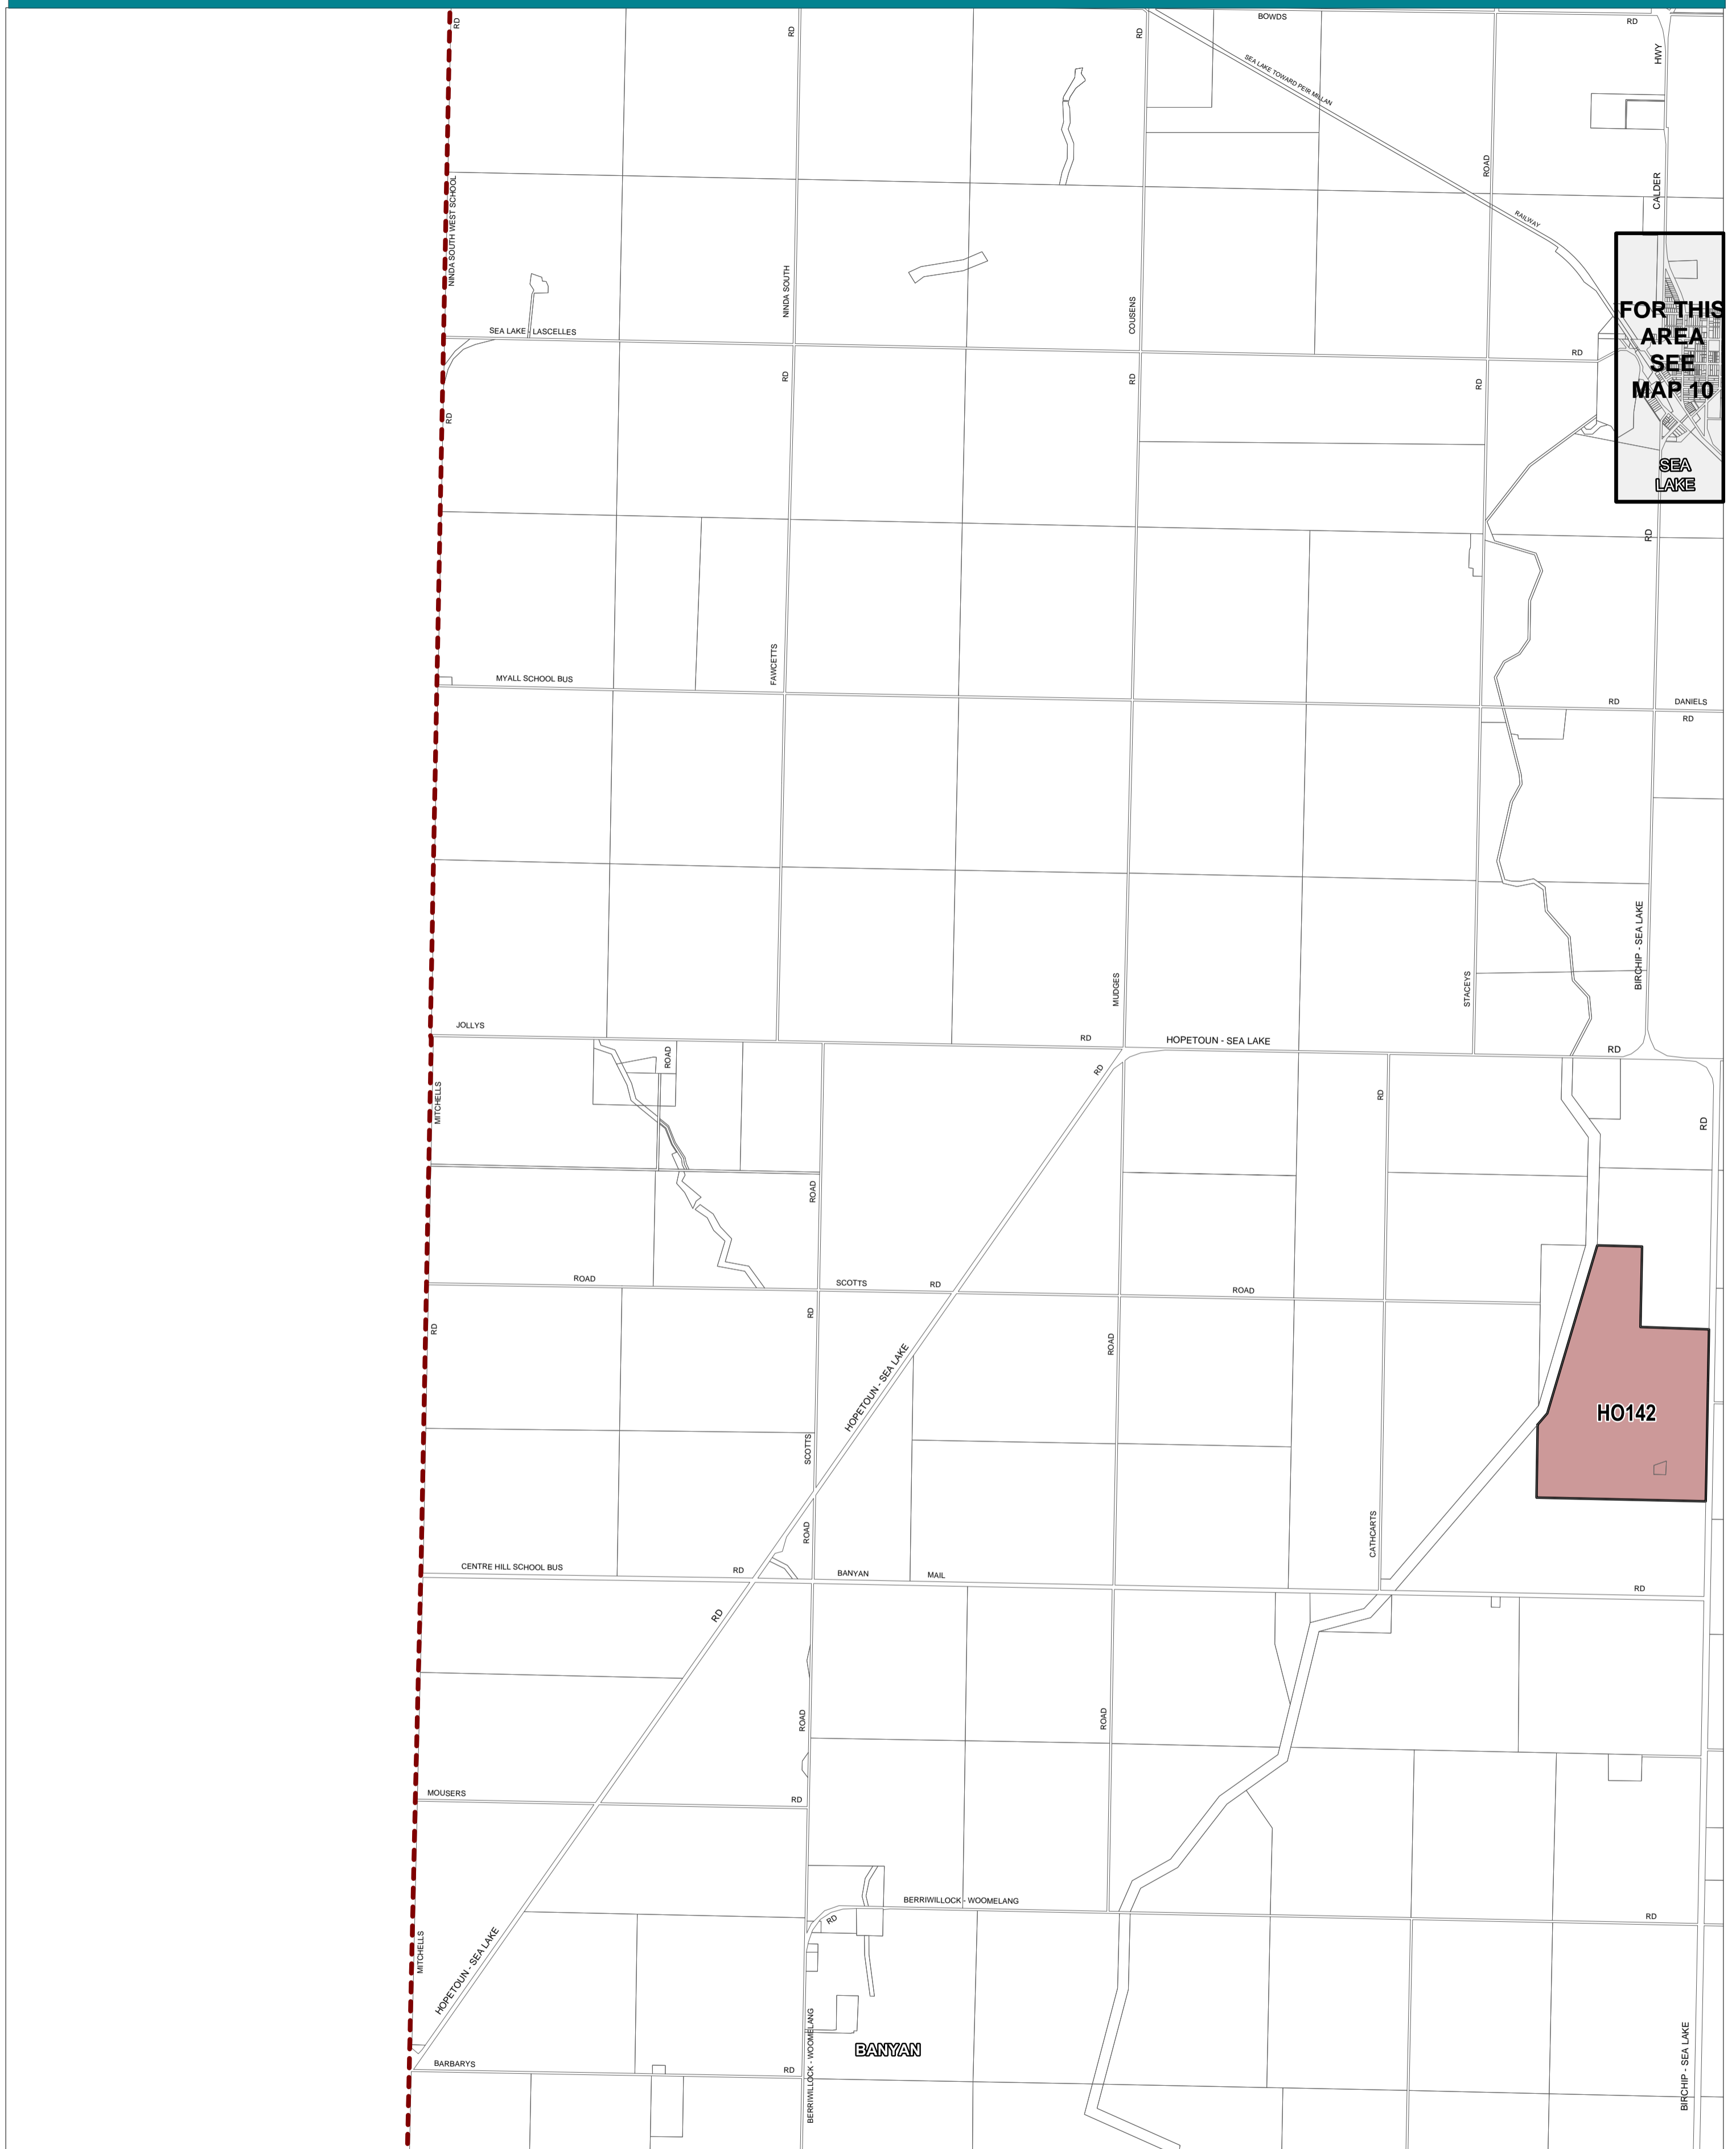 RD
RD
RD
BOWDS
RD
HWY
SEA LAKE TOWARD PEIR MILLAN
ROAD
CALDER
NINDA SOUTH WEST SCHOOL
RAILWAY
NINDA SOUTH
COUSENS
FOR THIS
AREA
SEE
MAP 10
SEA LAKE - LASCELLES
RD
RD
RD
RD
RD
SEA
LAKE
RD
FAWCETTS
MYALL SCHOOL BUS
RD
DANIELS
RD
BIRCHIP - SEA LAKE
MUDGES
STACEYS
JOLLYS
RD
HOPETOUN - SEA LAKE
RD
ROAD
RD
MITCHELLS
RD
RD
ROAD
ROAD
SCOTTS
RD
ROAD
RD
RD
ROAD
HOPETOUN - SEA LAKE
HO142
SCOTTS
ROAD
CATHCARTS
CENTRE HILL SCHOOL BUS
RD
BANYAN
MAIL
RD
RD
ROAD
ROAD
MOUSERS
RD
BERRIWILLOCK - WOOMELANG
RD
RD
MITCHELLS
HOPETOUN - SEA LAKE
BERRIWILLOCK - WOOMELANG
BANYAN
BIRCHIP - SEA LAKE
BARBARYS
RD